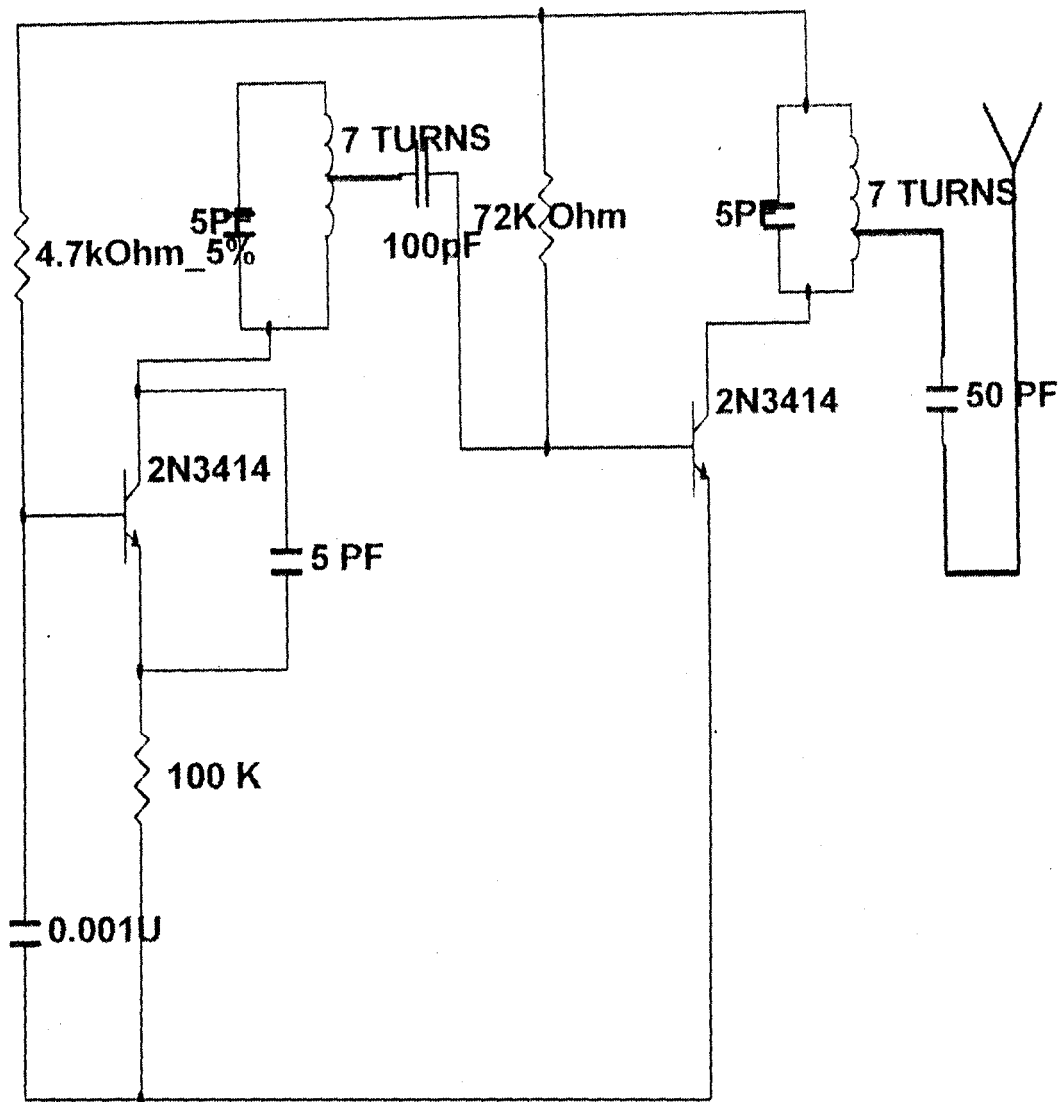 7 TURNS
5PF
4.7kOhm_5%
100pF
72K Ohm
5PF
7 TURNS
2N3414
50 PF
2N3414
5 PF
100 K
0.001U